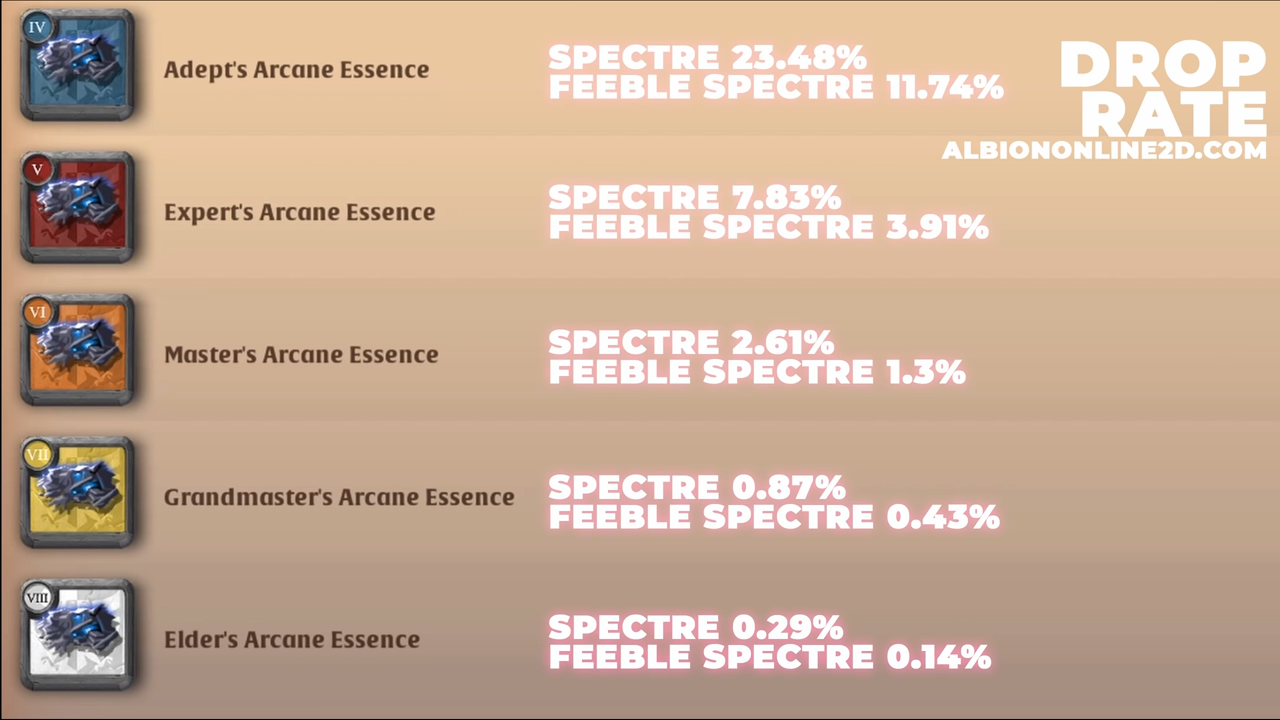 IV
Adept's Arcane Essence
SPECTRE 23.48%
FEEBLE SPECTRE 11.74%
DROP
RATE
ALBIONONLINE2D.COM
V
Expert's Arcane Essence
SPECTRE 7.83%
FEEBLE SPECTRE 3.91%
VI
Master's Arcane Essence
SPECTRE 2.61%
FEEBLE SPECTRE 1.3%
VII
Grandmaster's Arcane Essence
SPECTRE 0.87%
FEEBLE SPECTRE 0.43%
VIII
Elder's Arcane Essence
SPECTRE 0.29%
FEEBLE SPECTRE 0.14%